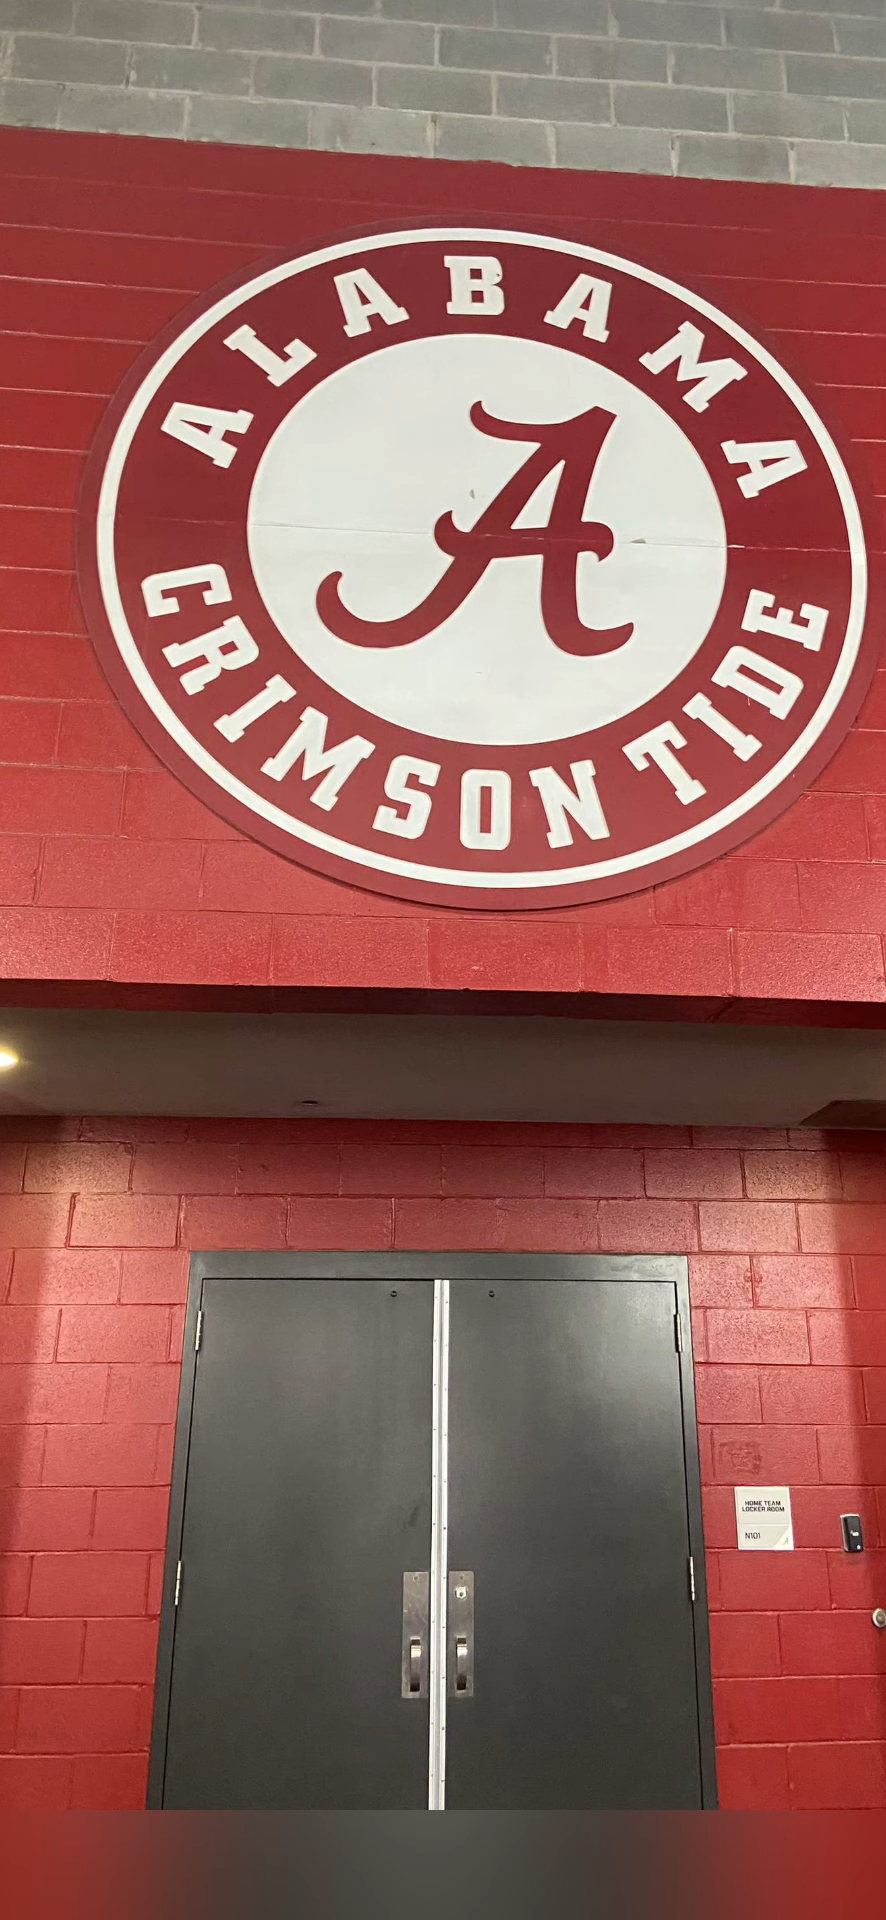 ALABAMA
A
CRIMSON TIDE
HOME TEAM
LOCKER ROOM
N101